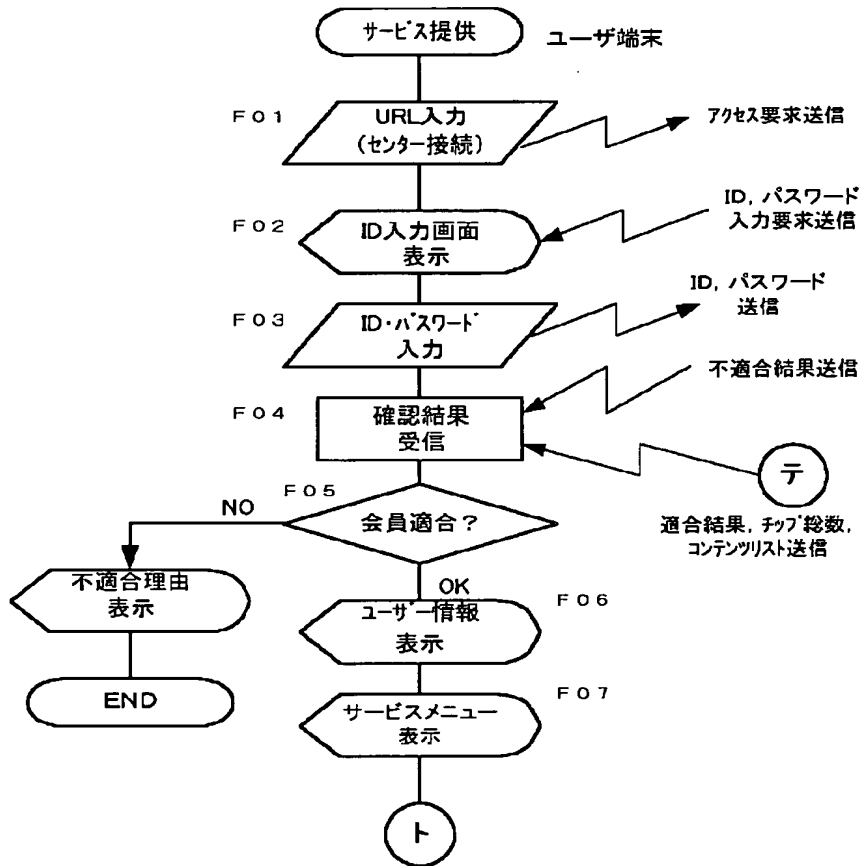 サービス提供
ユーザ端末
F01
URL入力
(センター接続)
アクセス要求送信
F02
ID入力画面
表示
ID, パスワード
入力要求送信
F03
ID・パスワード
入力
ID, パスワード
送信
F04
確認結果
受信
不適合結果送信
テ
適合結果, チップ総数,
コンテンツリスト送信
F05
会員適合?
NO
不適合理由
表示
END
OK
F06
ユーザー情報
表示
F07
サービスメニュー
表示
ト